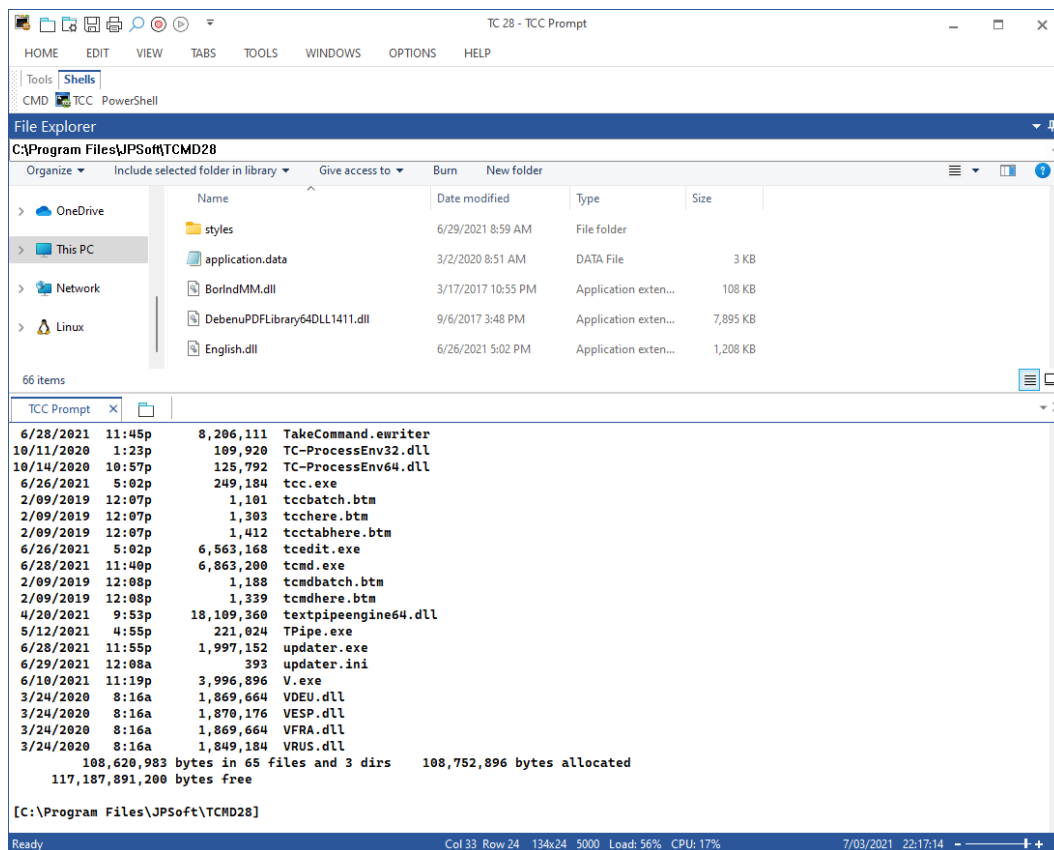 TC 28 - TCC Prompt
HOME EDIT VIEW TABS TOOLS WINDOWS OPTIONS HELP
Tools Shells
CMD TCC PowerShell
File Explorer
C:\Program Files\JPSoft\TCMD28
Organize Include selected folder in library Give access to Burn New folder
Name Date modified Type Size
OneDrive
This PC
Network
Linux
styles 6/29/2021 8:59 AM File folder
application.data 3/2/2020 8:51 AM DATA File 3 KB
BorIndMM.dll 3/17/2017 10:55 PM Application exten... 108 KB
DebenuPDFLibrary64DLL1411.dll 9/6/2017 3:48 PM Application exten... 7,895 KB
English.dll 6/26/2021 5:02 PM Application exten... 1,208 KB
66 items
TCC Prompt
6/28/2021 11:45p 8,206,111 TakeCommand.ewriter
10/11/2020 1:23p 109,920 TC-ProcessEnv32.dll
10/14/2020 10:57p 125,792 TC-ProcessEnv64.dll
6/26/2021 5:02p 249,184 tcc.exe
2/09/2019 12:07p 1,101 tccbatch.btm
2/09/2019 12:07p 1,303 tcchere.btm
2/09/2019 12:07p 1,412 tcctabhere.btm
6/26/2021 5:02p 6,563,168 tcedit.exe
6/28/2021 11:40p 6,863,200 tcmd.exe
2/09/2019 12:08p 1,188 tcmdbatch.btm
2/09/2019 12:08p 1,339 tcmdhere.btm
4/20/2021 9:53p 18,109,360 textpipeengine64.dll
5/12/2021 4:55p 221,024 TPipe.exe
6/28/2021 11:55p 1,997,152 updater.exe
6/29/2021 12:08a 393 updater.ini
6/10/2021 11:19p 3,996,896 V.exe
3/24/2020 8:16a 1,869,664 VDEU.dll
3/24/2020 8:16a 1,870,176 VESP.dll
3/24/2020 8:16a 1,869,664 VFRA.dll
3/24/2020 8:16a 1,849,184 VRUS.dll
108,620,983 bytes in 65 files and 3 dirs 108,752,896 bytes allocated
117,187,891,200 bytes free
[C:\Program Files\JPSoft\TCMD28]
Ready Col 33 Row 24 134x24 5000 Load: 56% CPU: 17% 7/03/2021 22:17:14